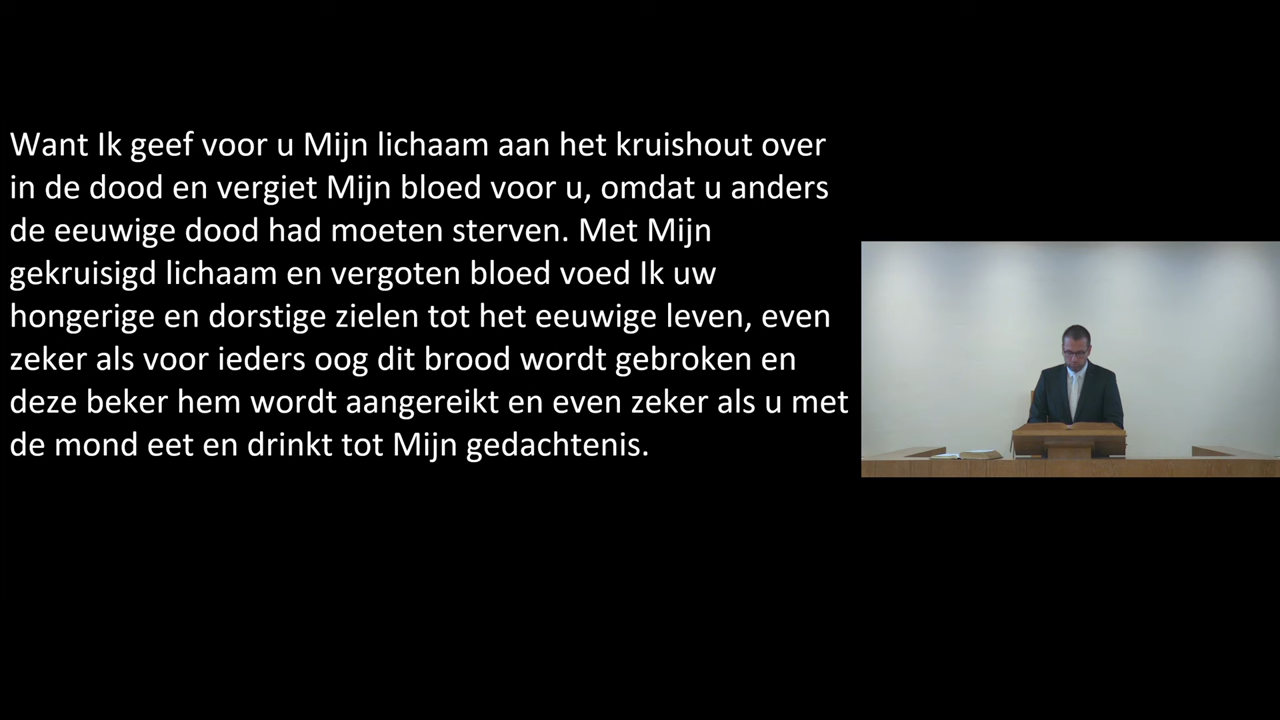 Want Ik geef voor u Mijn lichaam aan het kruishout over
in de dood en vergiet Mijn bloed voor u, omdat u anders
de eeuwige dood had moeten sterven. Met Mijn
gekruisigd lichaam en vergoten bloed voed Ik uw
hongerige en dorstige zielen tot het eeuwige leven, even
zeker als voor ieders oog dit brood wordt gebroken en
deze beker hem wordt aangereikt en even zeker als u met
de mond eet en drinkt tot Mijn gedachtenis.